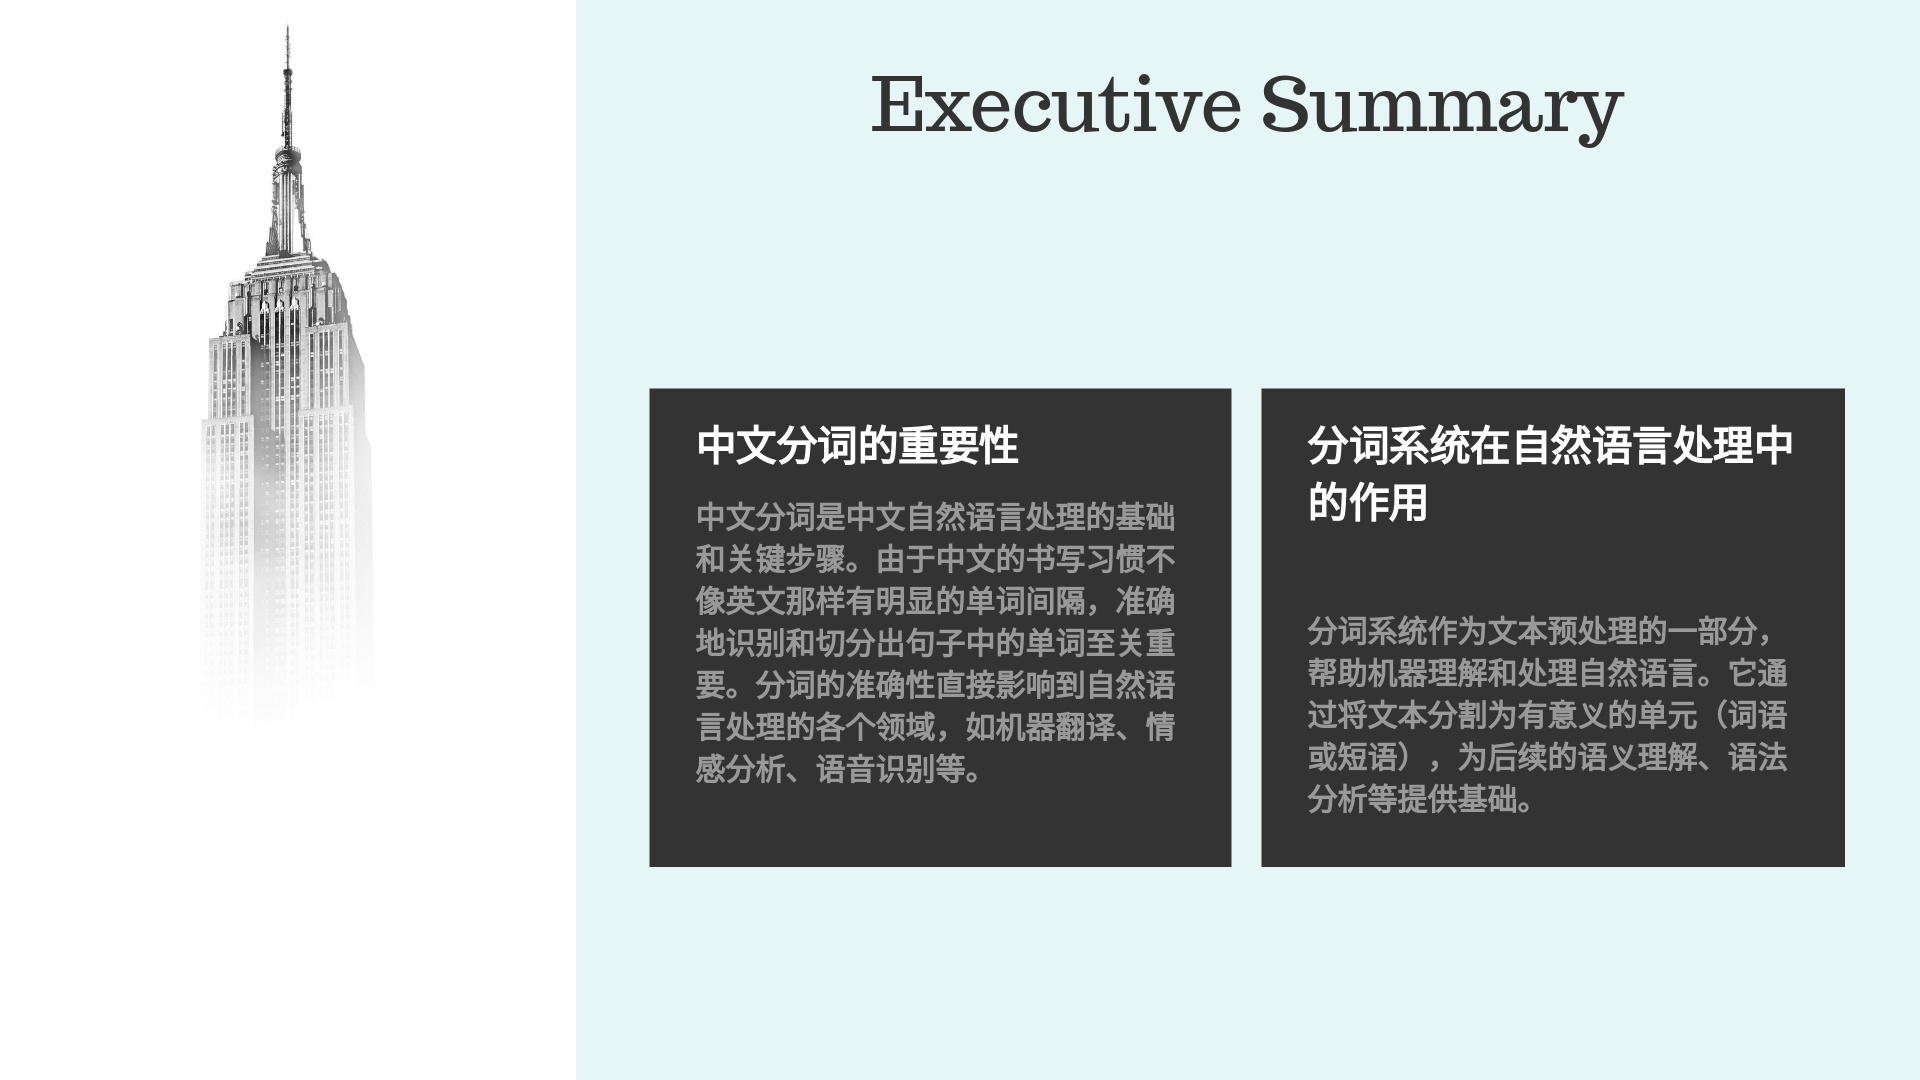 Executive Summary
中文分词的重要性
中文分词是中文自然语言处理的基础
和关键步骤。由于中文的书写习惯不
像英文那样有明显的单词间隔，准确
地识别和切分出句子中的单词至关重
要。分词的准确性直接影响到自然语
言处理的各个领域，如机器翻译、情
感分析、语音识别等。
分词系统在自然语言处理中
的作用
分词系统作为文本预处理的一部分，
帮助机器理解和处理自然语言。它通
过将文本分割为有意义的单元（词语
或短语），为后续的语义理解、语法
分析等提供基础。